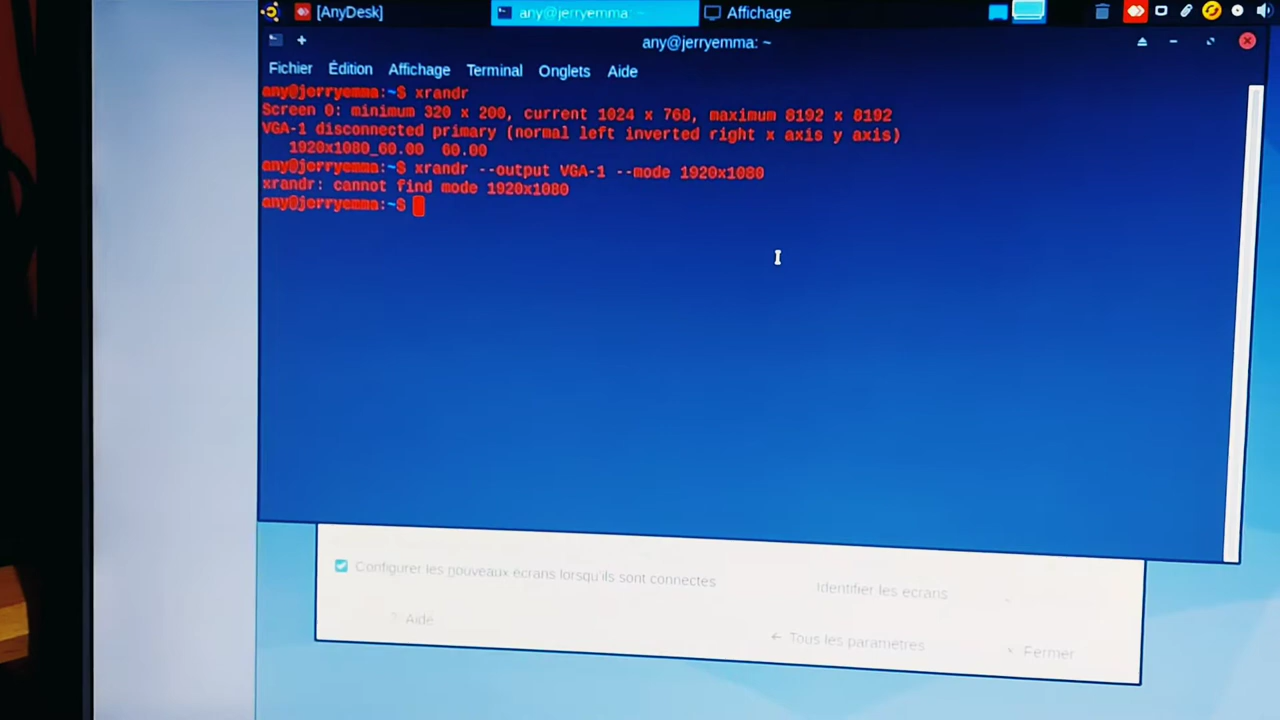 [AnyDesk]
any@jerryemma: ~
Affichage
any@jerryemma: ~
Fichier Édition Affichage Terminal Onglets Aide
any@jerryemma:~$ xrandr
Screen 0: minimum 320 x 200, current 1024 x 768, maximum 8192 x 8192
VGA-1 disconnected primary (normal left inverted right x axis y axis)
1920x1080_60.00 60.00
any@jerryemma:~$ xrandr --output VGA-1 --mode 1920x1080
xrandr: cannot find mode 1920x1080
any@jerryemma:~$
Configurer les nouveaux écrans lorsqu'ils sont connectés
Identifier les écrans
? Aide
← Tous les paramètres
× Fermer